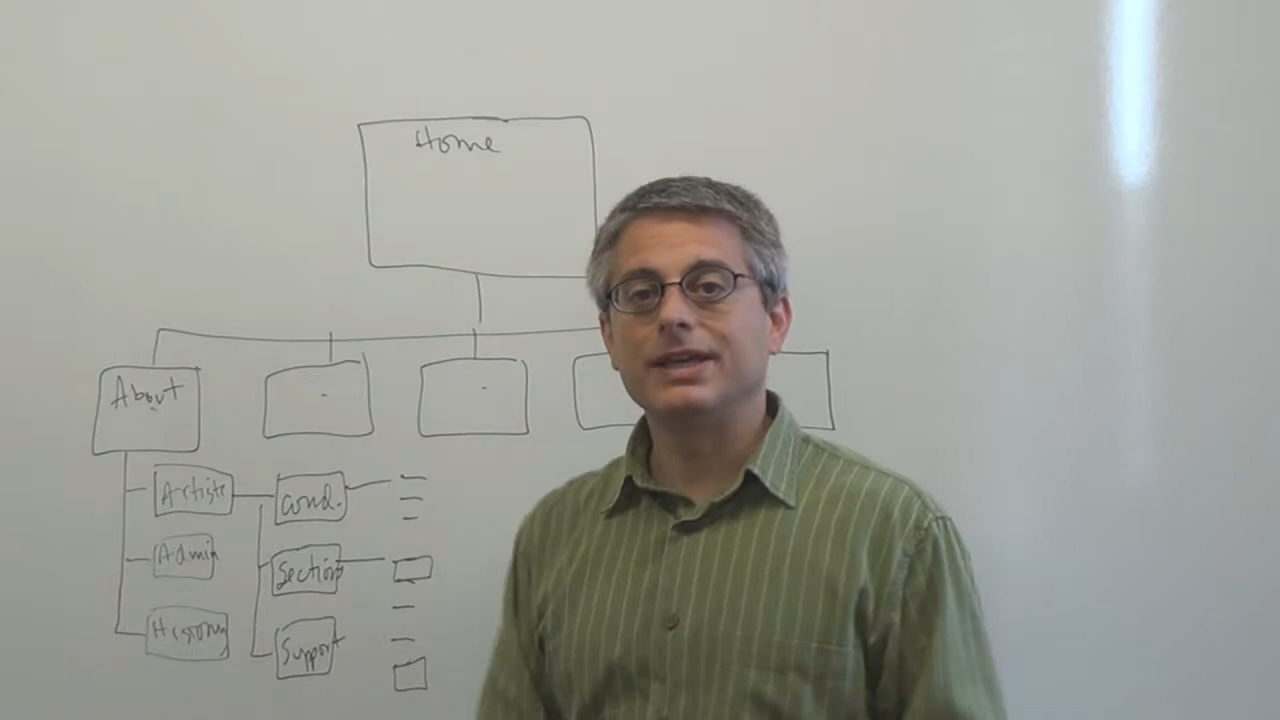 Home
About
Artists
Cond.
Admin
Sections
History
Support